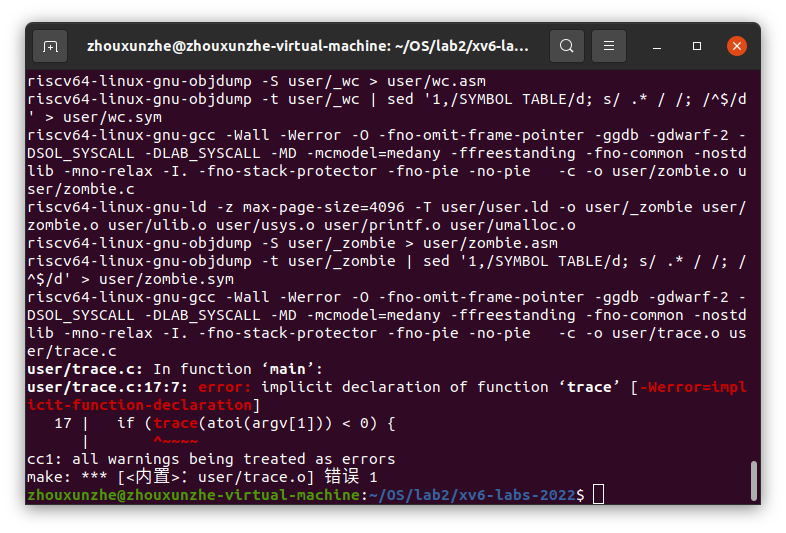 zhouxunzhe@zhouxunzhe-virtual-machine: ~/OS/lab2/xv6-la...
riscv64-linux-gnu-objdump -S user/_wc > user/wc.asm
riscv64-linux-gnu-objdump -t user/_wc | sed '1,/SYMBOL TABLE/d; s/ .* / /; /^$/d
' > user/wc.sym
riscv64-linux-gnu-gcc -Wall -Werror -O -fno-omit-frame-pointer -ggdb -gdwarf-2 -
DSOL_SYSCALL -DLAB_SYSCALL -MD -mcmodel=medany -ffreestanding -fno-common -nostd
lib -mno-relax -I. -fno-stack-protector -fno-pie -no-pie   -c -o user/zombie.o u
ser/zombie.c
riscv64-linux-gnu-ld -z max-page-size=4096 -T user/user.ld -o user/_zombie user/
zombie.o user/ulib.o user/usys.o user/printf.o user/umalloc.o
riscv64-linux-gnu-objdump -S user/_zombie > user/zombie.asm
riscv64-linux-gnu-objdump -t user/_zombie | sed '1,/SYMBOL TABLE/d; s/ .* / /; /
^$/d' > user/zombie.sym
riscv64-linux-gnu-gcc -Wall -Werror -O -fno-omit-frame-pointer -ggdb -gdwarf-2 -
DSOL_SYSCALL -DLAB_SYSCALL -MD -mcmodel=medany -ffreestanding -fno-common -nostd
lib -mno-relax -I. -fno-stack-protector -fno-pie -no-pie   -c -o user/trace.o us
er/trace.c
user/trace.c: In function ‘main’:
user/trace.c:17:7: error: implicit declaration of function ‘trace’ [-Werror=impl
icit-function-declaration]
   17 |   if (trace(atoi(argv[1])) < 0) {
      |       ^~~~~
cc1: all warnings being treated as errors
make: *** [<内置>：user/trace.o] 错误 1
zhouxunzhe@zhouxunzhe-virtual-machine:~/OS/lab2/xv6-labs-2022$